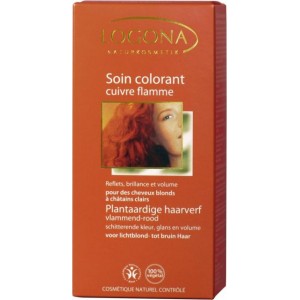 LOGONA
NATURKOSMETIK
Soin colorant
cuivre flamme
Reflets, brillance et volume
pour des cheveux blonds
à châtains clairs
Plantaardige haarverf
vlammend-rood
schitterende kleur, glans en volume
voor lichtblond- tot bruin Haar
100%
végétal
COSMÉTIQUE NATUREL CONTRÔLÉ